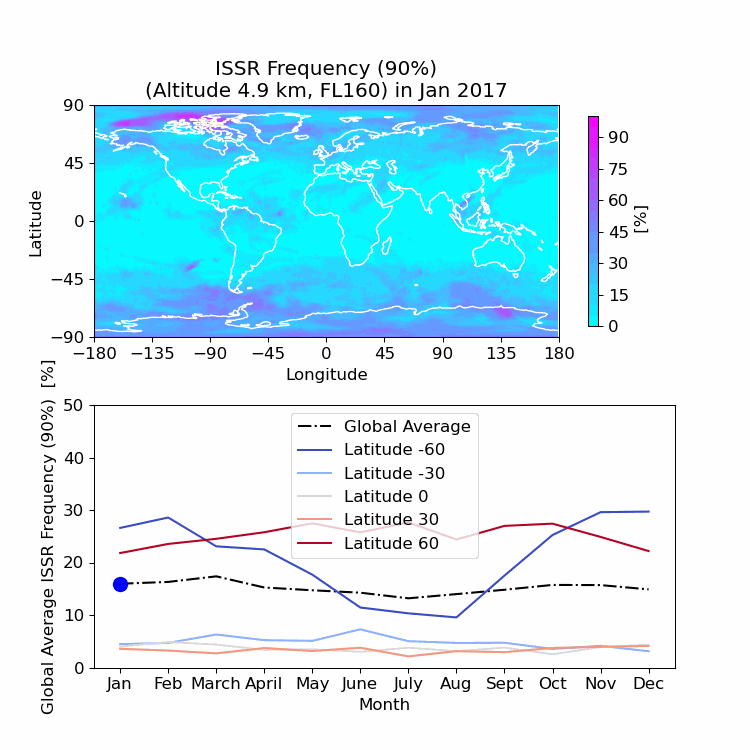 ISSR Frequency (90%)
(Altitude 4.9 km, FL160) in Jan 2017
90
45
0
−45
−90
Latitude
−180 −135 −90 −45 0 45 90 135 180
Longitude
90
75
60
45
30
15
0
[%]
Global Average ISSR Frequency (90%) [%]
50
40
30
20
10
0
Global Average
Latitude -60
Latitude -30
Latitude 0
Latitude 30
Latitude 60
Jan Feb March April May June July Aug Sept Oct Nov Dec
Month